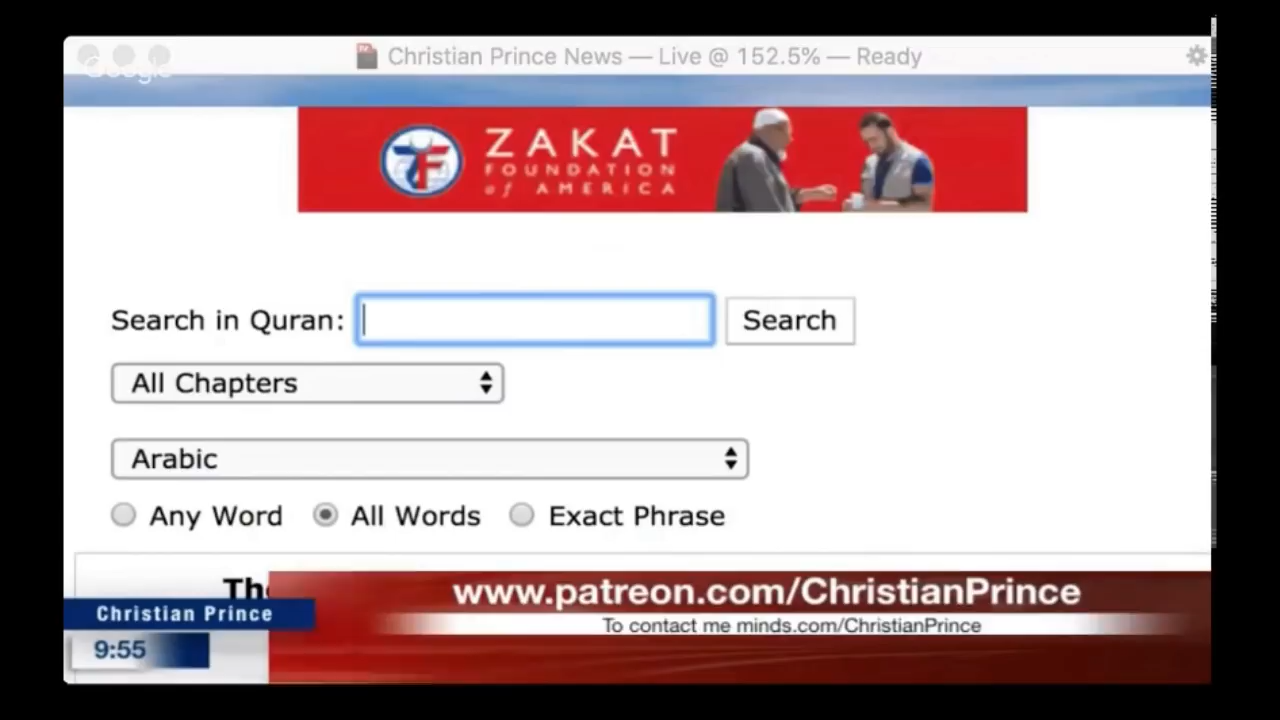 Christian Prince News — Live @ 152.5% — Ready
Google
ZF
ZAKAT
FOUNDATION
of AMERICA
Search in Quran:
Search
All Chapters
Arabic
Any Word
All Words
Exact Phrase
www.patreon.com/ChristianPrince
Christian Prince
To contact me minds.com/ChristianPrince
9:55